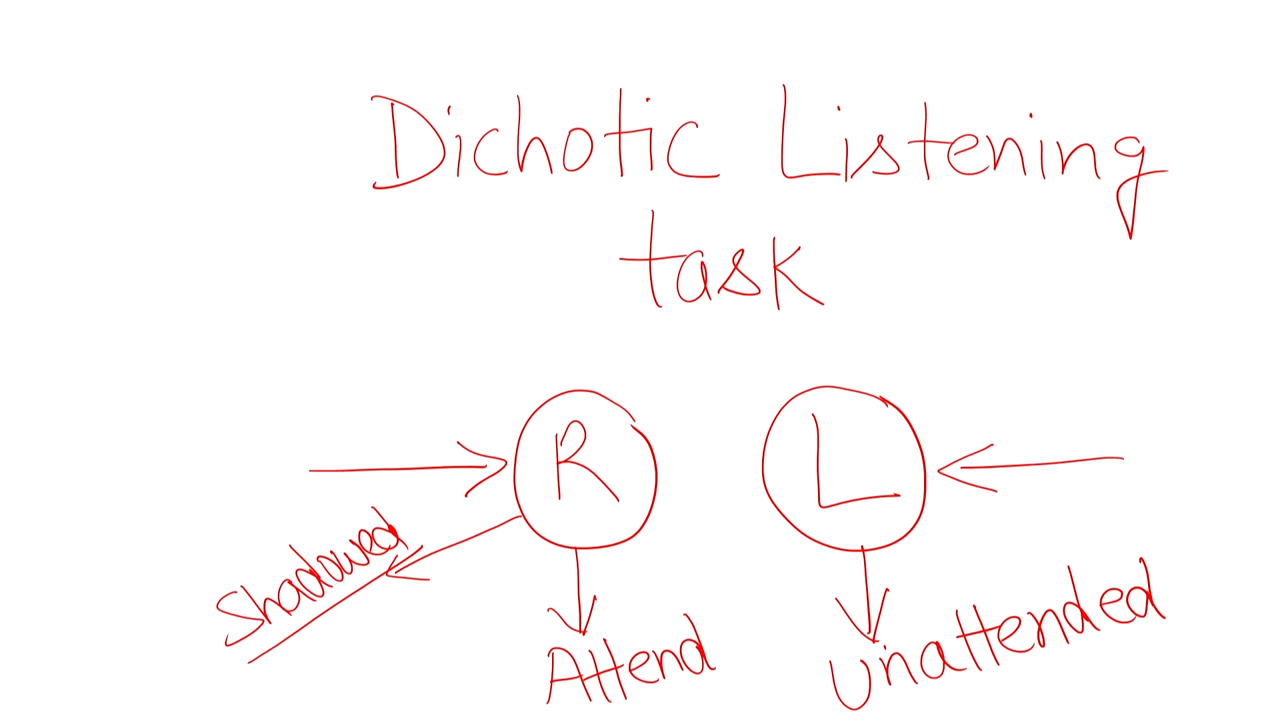 Dichotic Listening
task
R
L
Shadowed
Attend
Unattended